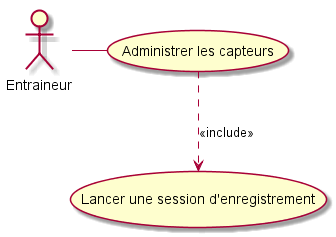 Administrer les capteurs
Entraineur
«include»
Lancer une session d'enregistrement